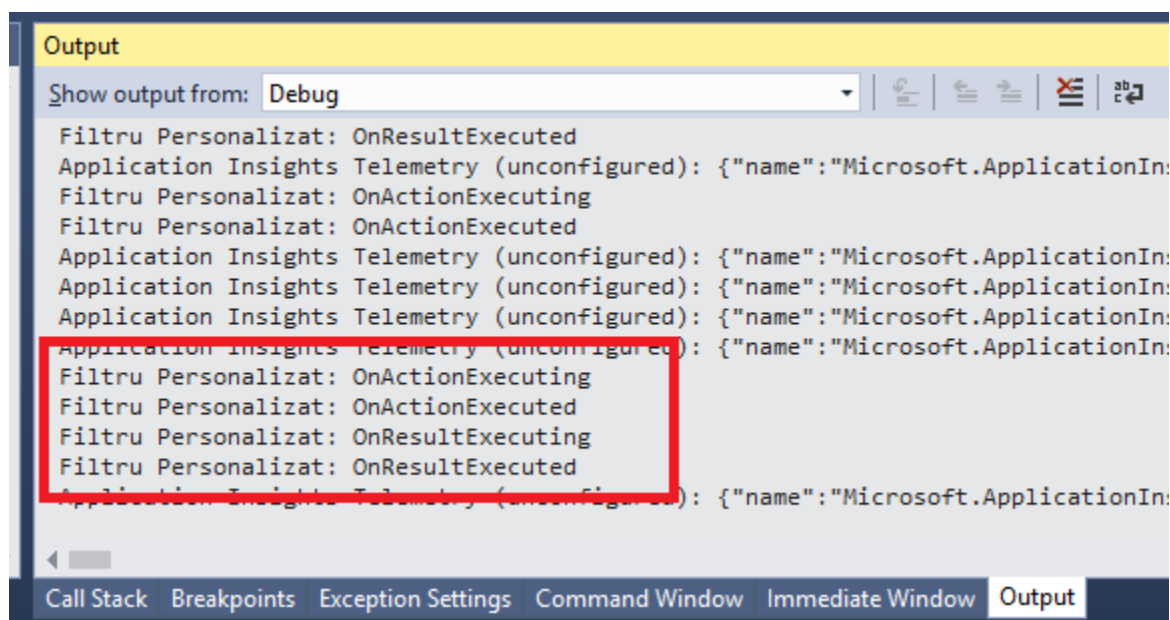 Output
Show output from: Debug
Filtru Personalizat: OnResultExecuted
Application Insights Telemetry (unconfigured): {"name":"Microsoft.ApplicationIns
Filtru Personalizat: OnActionExecuting
Filtru Personalizat: OnActionExecuted
Application Insights Telemetry (unconfigured): {"name":"Microsoft.ApplicationIns
Application Insights Telemetry (unconfigured): {"name":"Microsoft.ApplicationIns
Application Insights Telemetry (unconfigured): {"name":"Microsoft.ApplicationIns
Application Insights Telemetry (unconfigured): {"name":"Microsoft.ApplicationIns
Filtru Personalizat: OnActionExecuting
Filtru Personalizat: OnActionExecuted
Filtru Personalizat: OnResultExecuting
Filtru Personalizat: OnResultExecuted
Application Insights Telemetry (unconfigured): {"name":"Microsoft.ApplicationIns
Call Stack Breakpoints Exception Settings Command Window Immediate Window Output